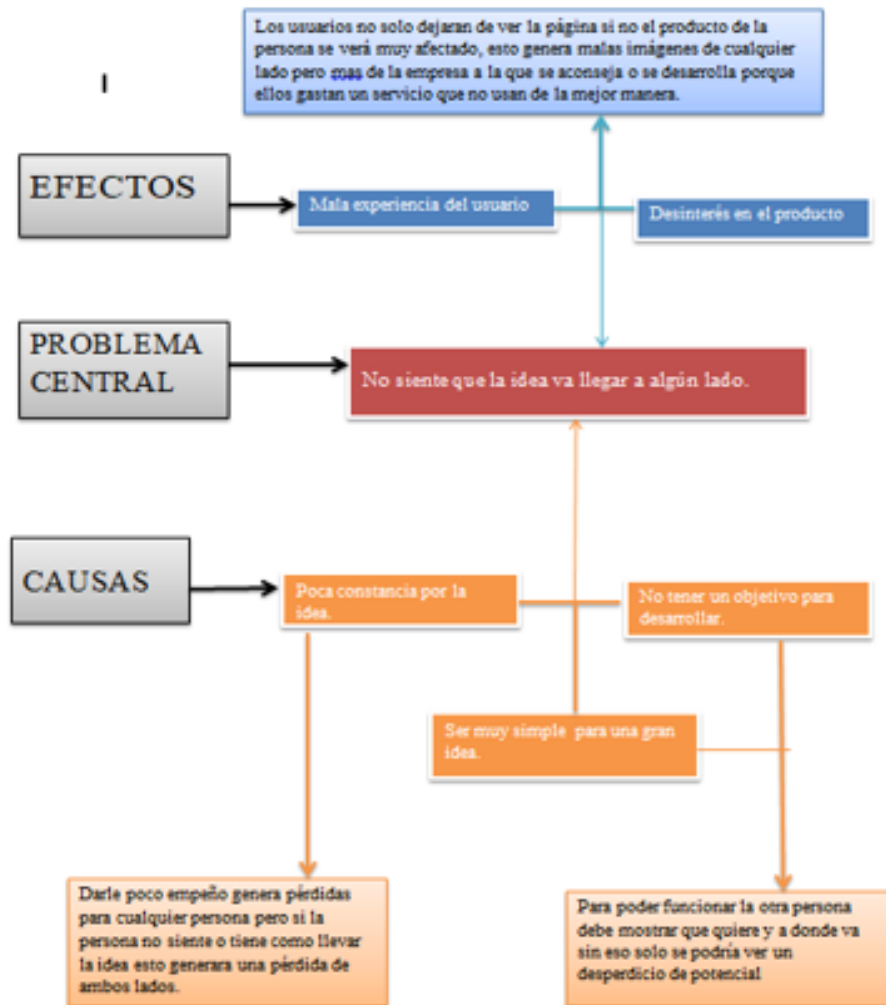 Los usuarios no solo dejaran de ver la página si no el producto de la
persona se verá muy afectado, esto genera malas imágenes de cualquier
lado pero mas de la empresa a la que se aconseja o se desarrolla porque
ellos gastan un servicio que no usan de la mejor manera.
EFECTOS
Mala experiencia del usuario
Desinterés en el producto
PROBLEMA
CENTRAL
No siente que la idea va llegar a algún lado.
CAUSAS
Poca constancia por la
idea.
No tener un objetivo para
desarrollar.
Ser muy simple para una gran
idea.
Darle poco empeño genera pérdidas
para cualquier persona pero si la
persona no siente o tiene como llevar
la idea esto generara una pérdida de
ambos lados.
Para poder funcionar la otra persona
debe mostrar que quiere y a donde va
sin eso solo se podría ver un
desperdicio de potencial